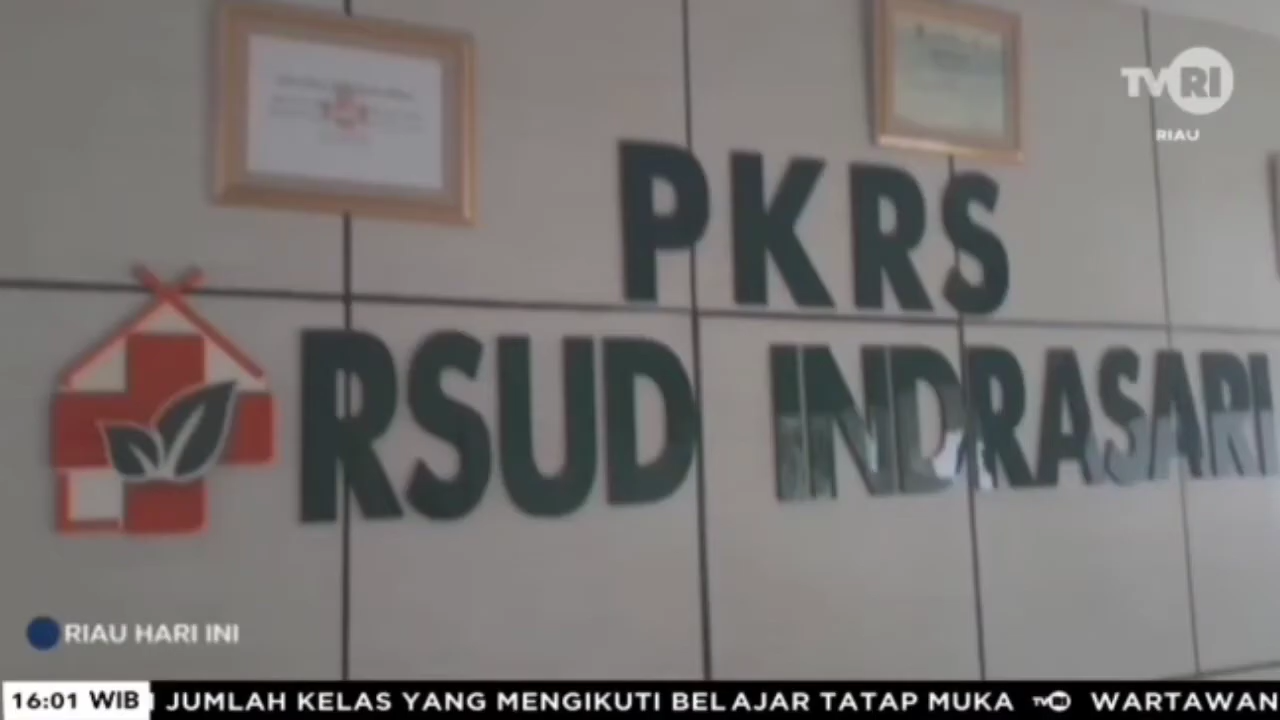 TVRI
RIAU
PKRS
RSUD INDRASARI
RIAU HARI INI
16:01 WIB JUMLAH KELAS YANG MENGIKUTI BELAJAR TATAP MUKA TVRI WARTAWAN